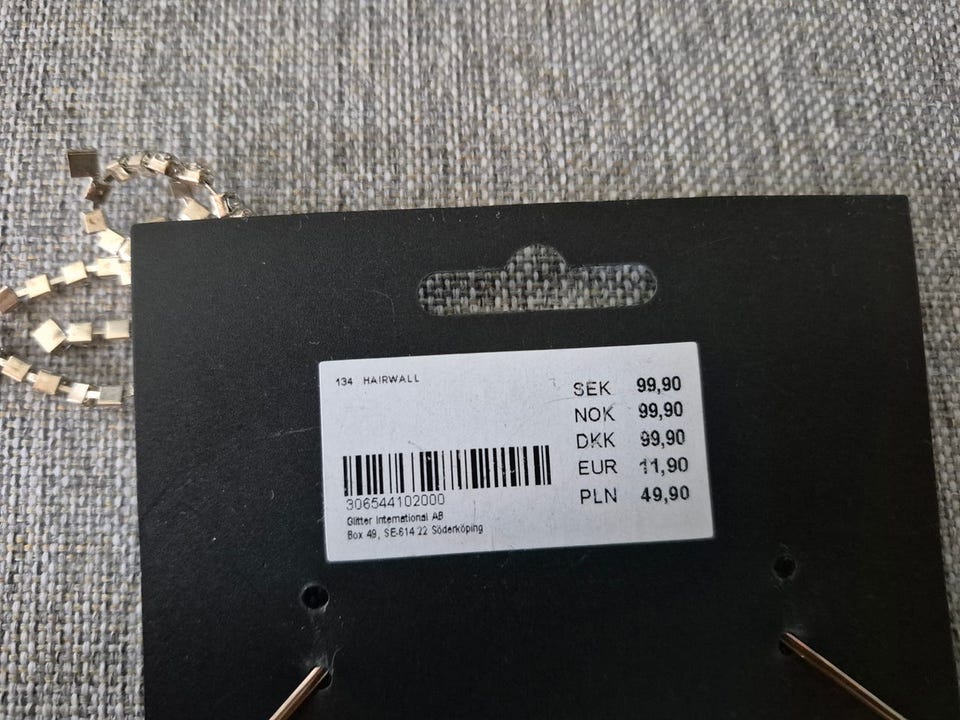 134 HAIRWALL
SEK 99,90
NOK 99,90
DKK 99,90
EUR 11,90
PLN 49,90
306544102000
Glitter International AB
Box 49, SE-614 22 Söderköping